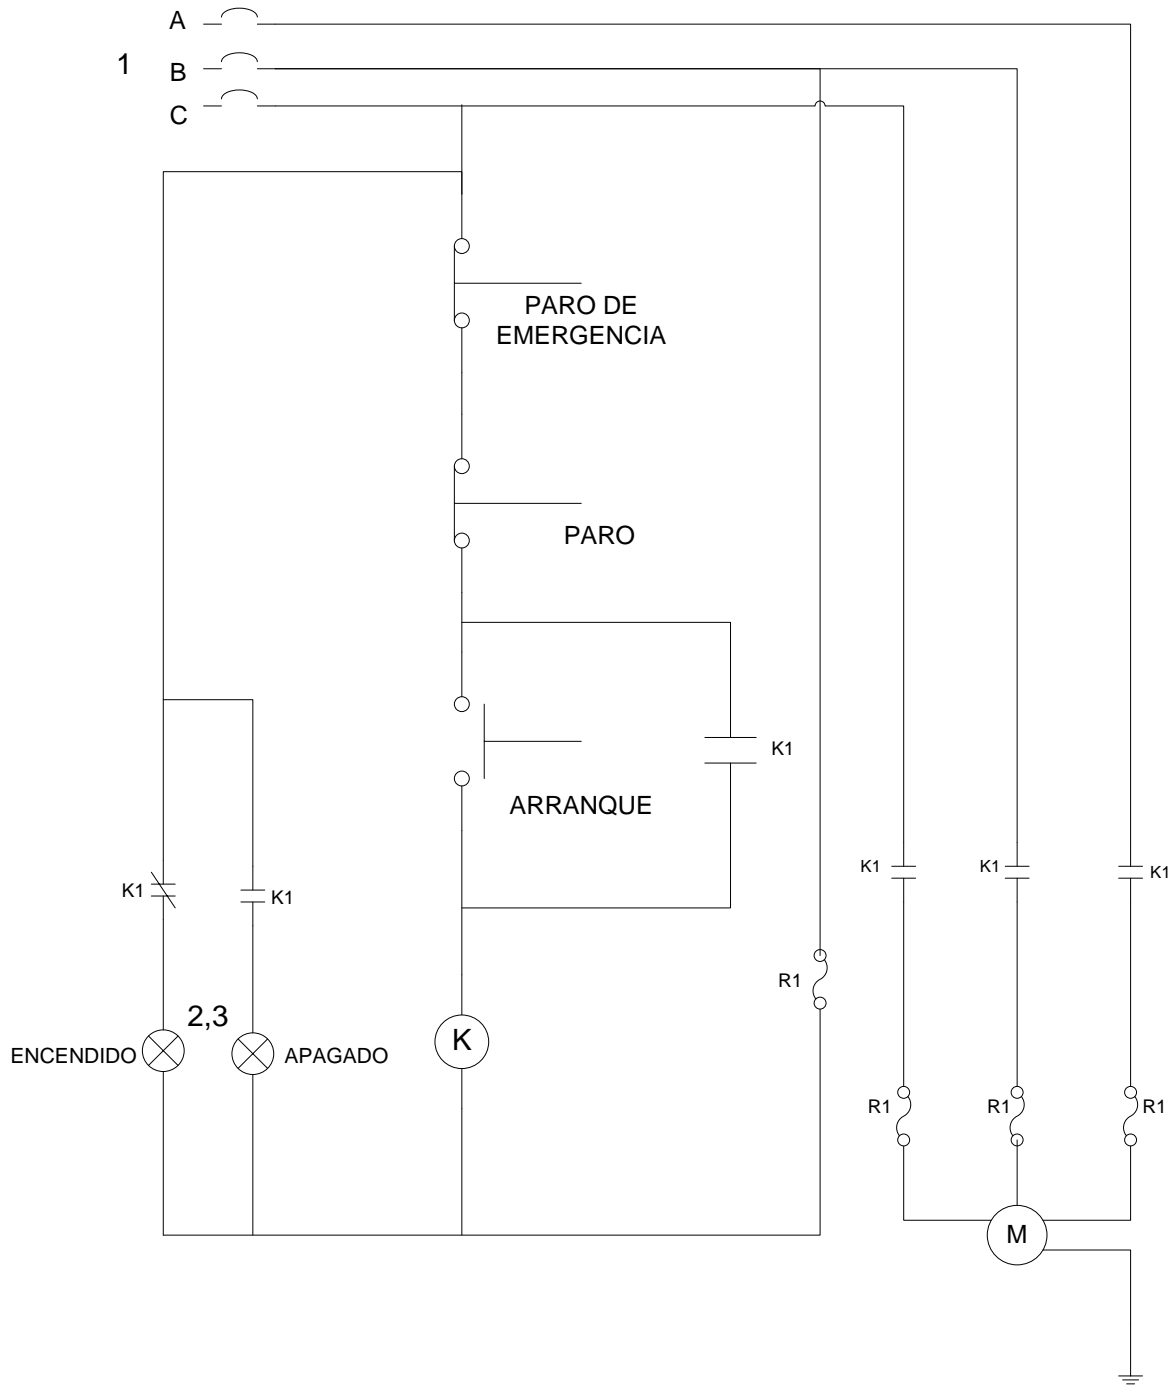 A
1
B
C
PARO DE
EMERGENCIA
PARO
K1
ARRANQUE
K1
K1
K1
K1
K1
R1
2,3
ENCENDIDO
APAGADO
K
R1
R1
R1
M